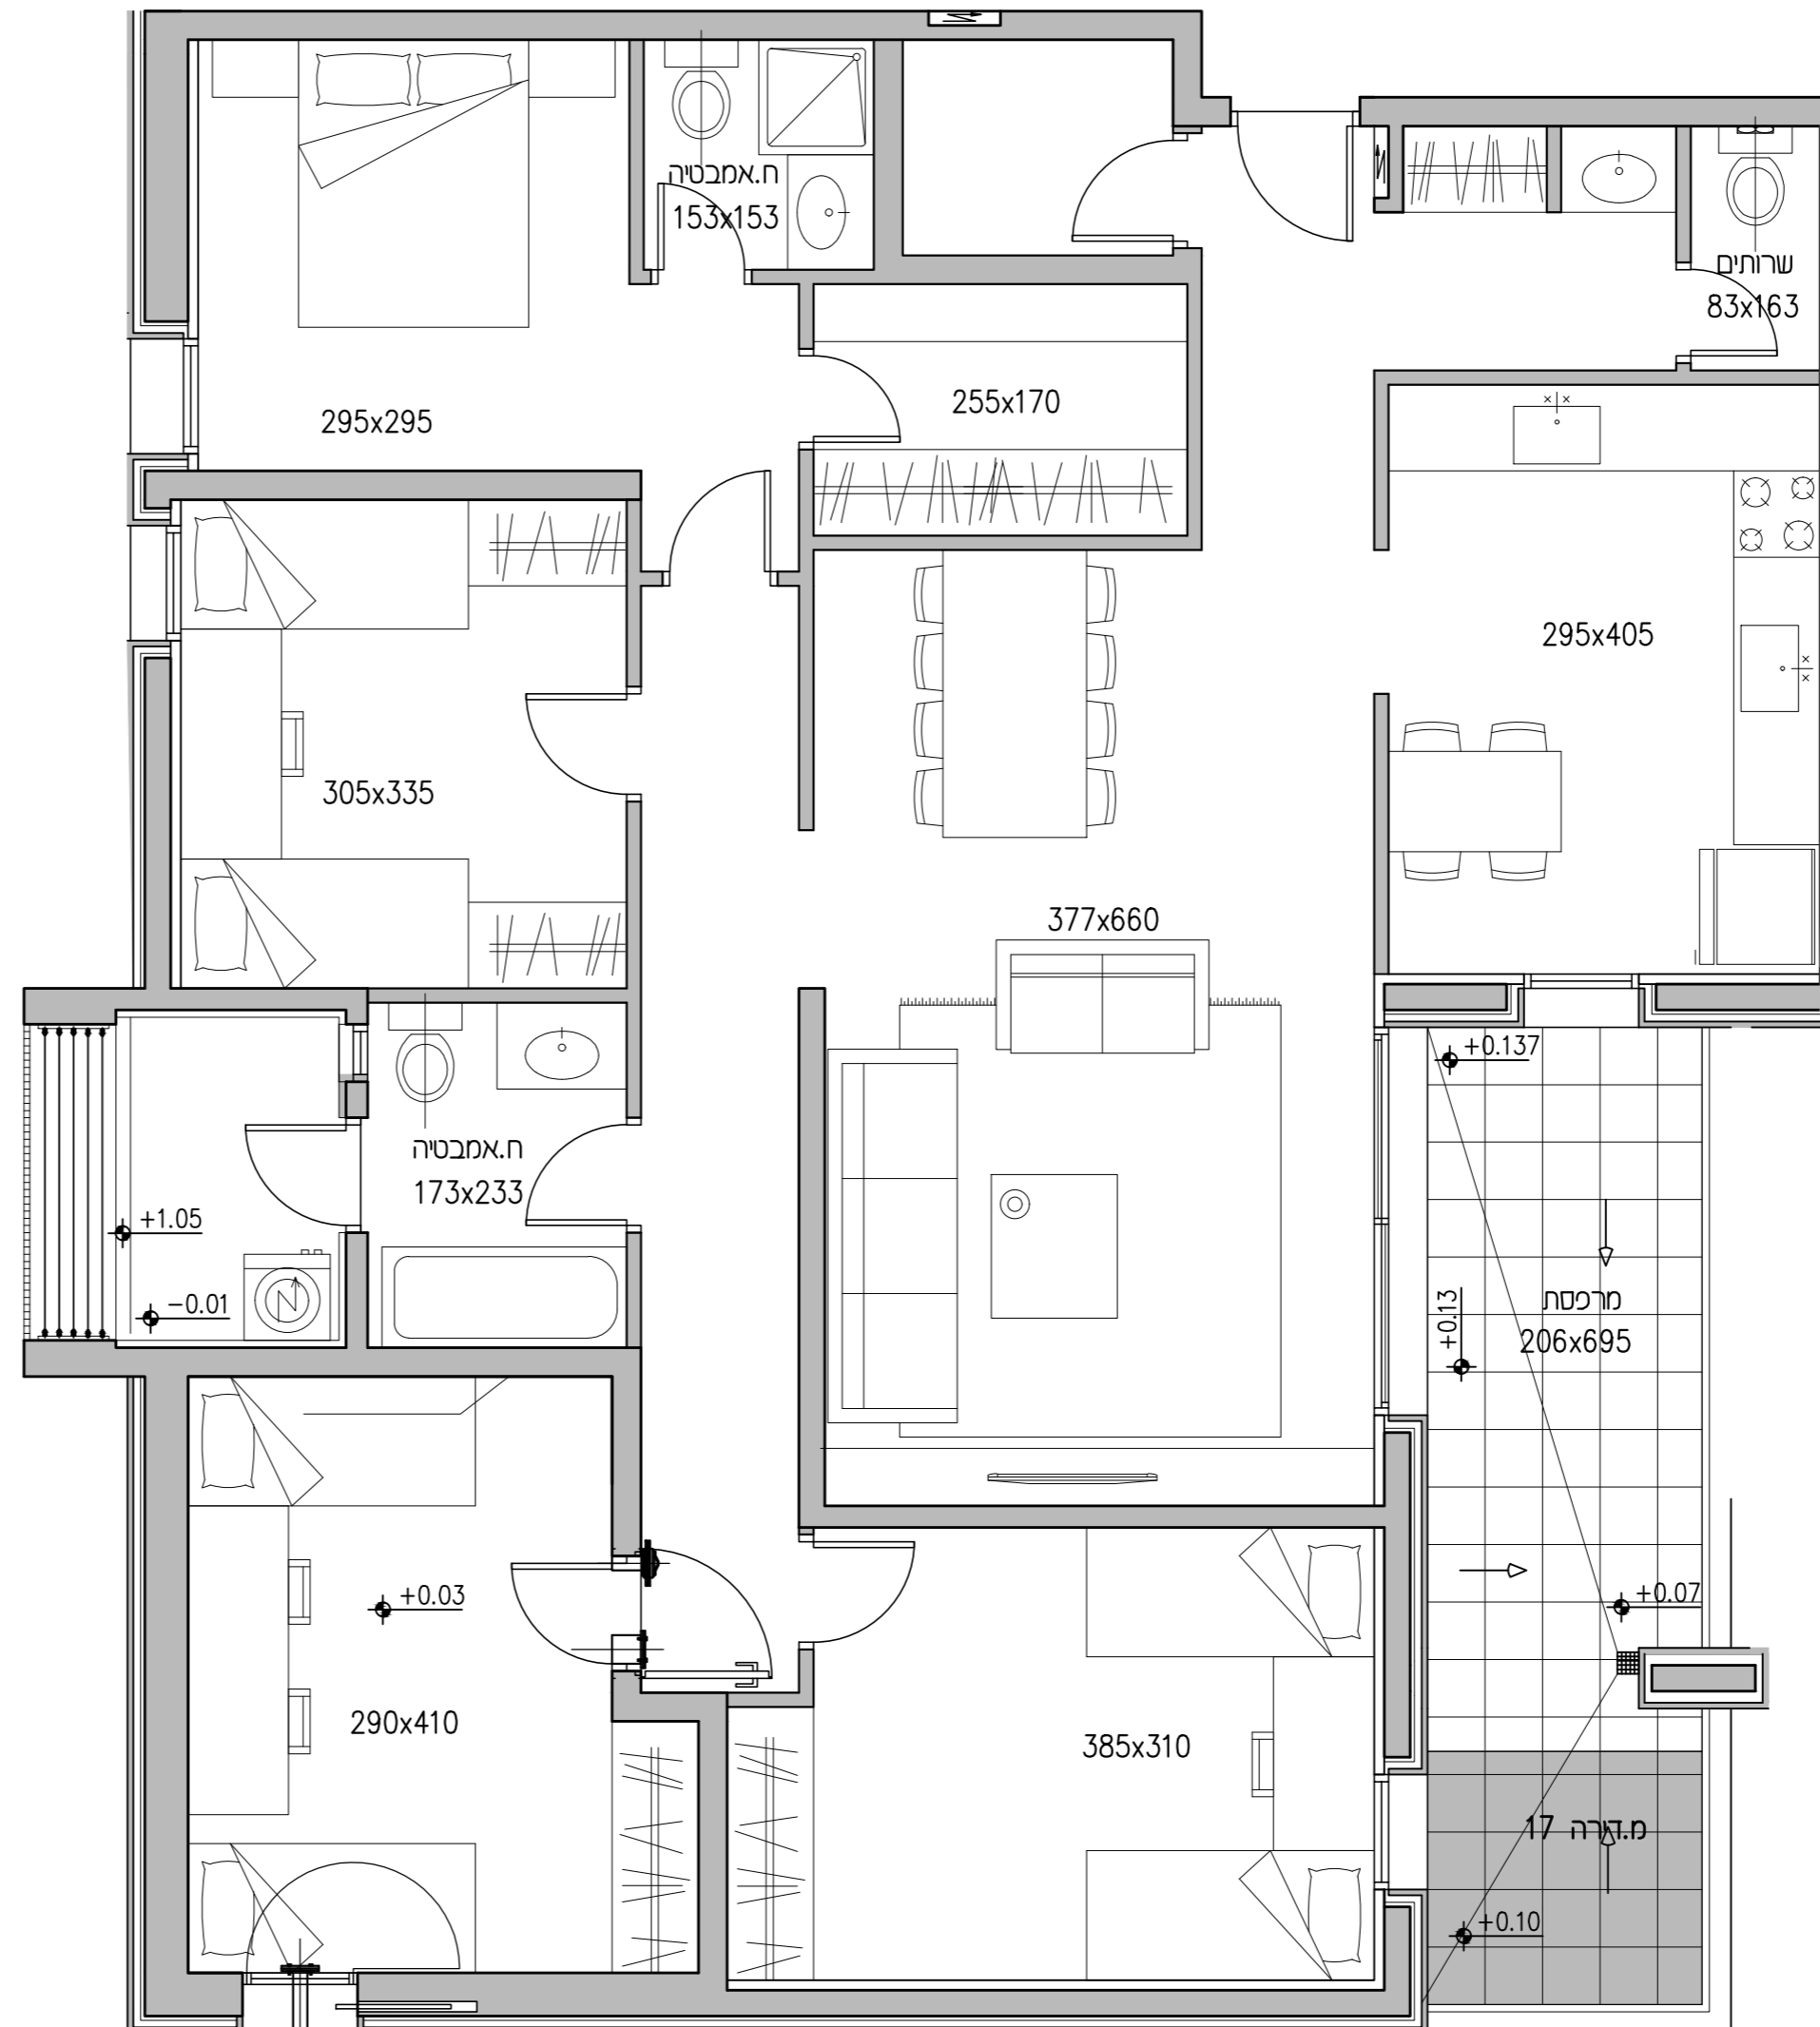 ח.אמבטיה
153x153
שרותים
83x163
255x170
295x295
295x405
305x335
377x660
+0.137
ח.אמבטיה
173x233
+1.05
-0.01
מרפסת
206x695
+0.13
+0.03
+0.07
290x410
385x310
מ.דירה 17
+0.10